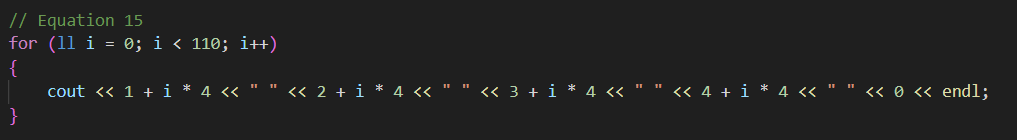 // Equation 15
for (ll i = 0; i < 110; i++)
{
    cout << 1 + i * 4 << " " << 2 + i * 4 << " " << 3 + i * 4 << " " << 4 + i * 4 << " " << 0 << endl;
}